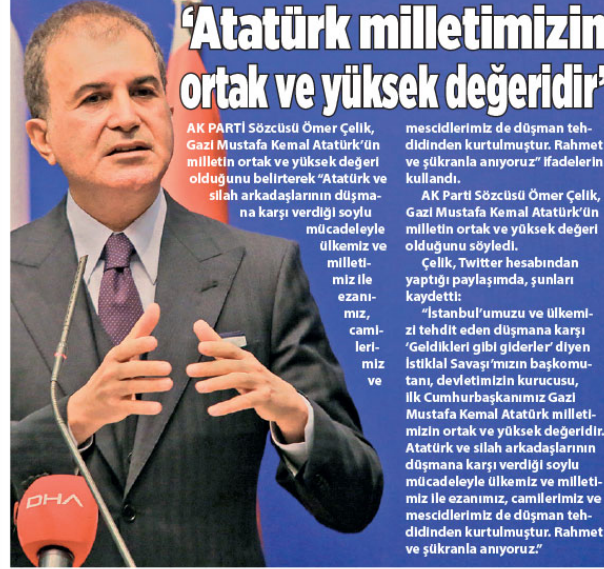 ‘Atatürk milletimizin
ortak ve yüksek değeridir’
AK PARTİ Sözcüsü Ömer Çelik,
Gazi Mustafa Kemal Atatürk’ün
milletin ortak ve yüksek değeri
olduğunu belirterek “Atatürk ve
silah arkadaşlarının düşma-
na karşı verdiği soylu
mücadeleyle
ülkemiz ve
milleti-
miz ile
ezanı-
mız,
cami-
leri-
miz
ve
mescidlerimiz de düşman teh-
didinden kurtulmuştur. Rahmet
ve şükranla anıyoruz” ifadelerin
kullandı.
AK Parti Sözcüsü Ömer Çelik,
Gazi Mustafa Kemal Atatürk’ün
milletin ortak ve yüksek değeri
olduğunu söyledi.
Çelik, Twitter hesabından
yaptığı paylaşımda, şunları
kaydetti:
“İstanbul’umuzu ve ülkemi-
zi tehdit eden düşmana karşı
‘Geldikleri gibi giderler’ diyen
İstiklal Savaşı’mızın başkomu-
tanı, devletimizin kurucusu,
ilk Cumhurbaşkanımız Gazi
Mustafa Kemal Atatürk milleti-
mizin ortak ve yüksek değeridir.
Atatürk ve silah arkadaşlarının
düşmana karşı verdiği soylu
mücadeleyle ülkemiz ve milleti-
miz ile ezanımız, camilerimiz ve
mescidlerimiz de düşman teh-
didinden kurtulmuştur. Rahmet
ve şükranla anıyoruz.”
DHA